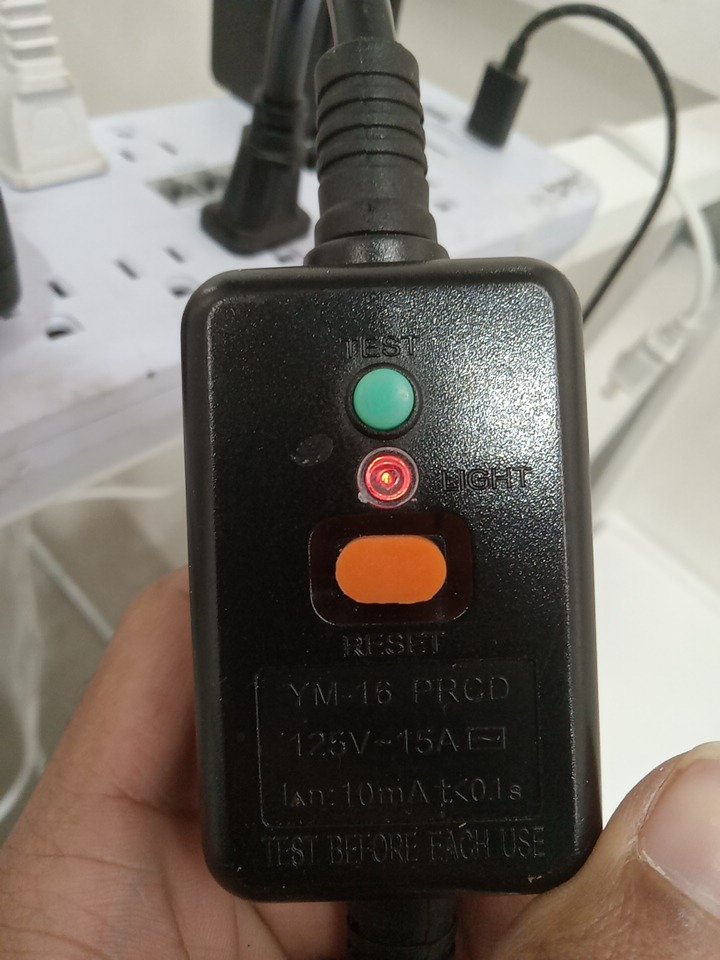 TEST
LIGHT
RESET
YM-16 PRCD
125V~15A
IΔn:10mA t<0.1s
TEST BEFORE EACH USE